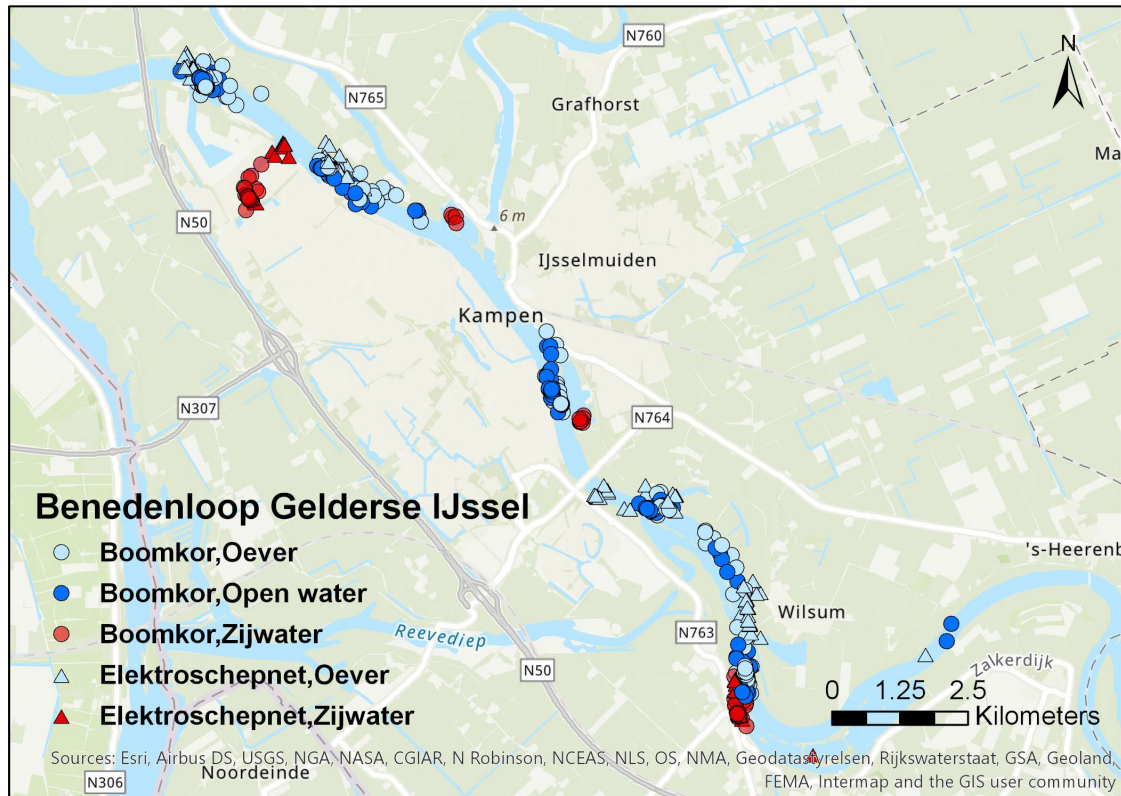 N760
N
N765
Grafhorst
Ma
N50
6 m
IJsselmuiden
Kampen
N307
N764
Benedenloop Gelderse IJssel
Boomkor,Oever
's-Heerenb
Boomkor,Open water
Wilsum
Boomkor,Zijwater
Reevediep
N763
Elektroschepnet,Oever
N50
Zalkerdijk
0 1.25 2.5
Elektroschepnet,Zijwater
Kilometers
Sources: Esri, Airbus DS, USGS, NGA, NASA, CGIAR, N Robinson, NCEAS, NLS, OS, NMA, Geodatastyrelsen, Rijkswaterstaat, GSA, Geoland,
FEMA, Intermap and the GIS user community
Noordeinde
N306